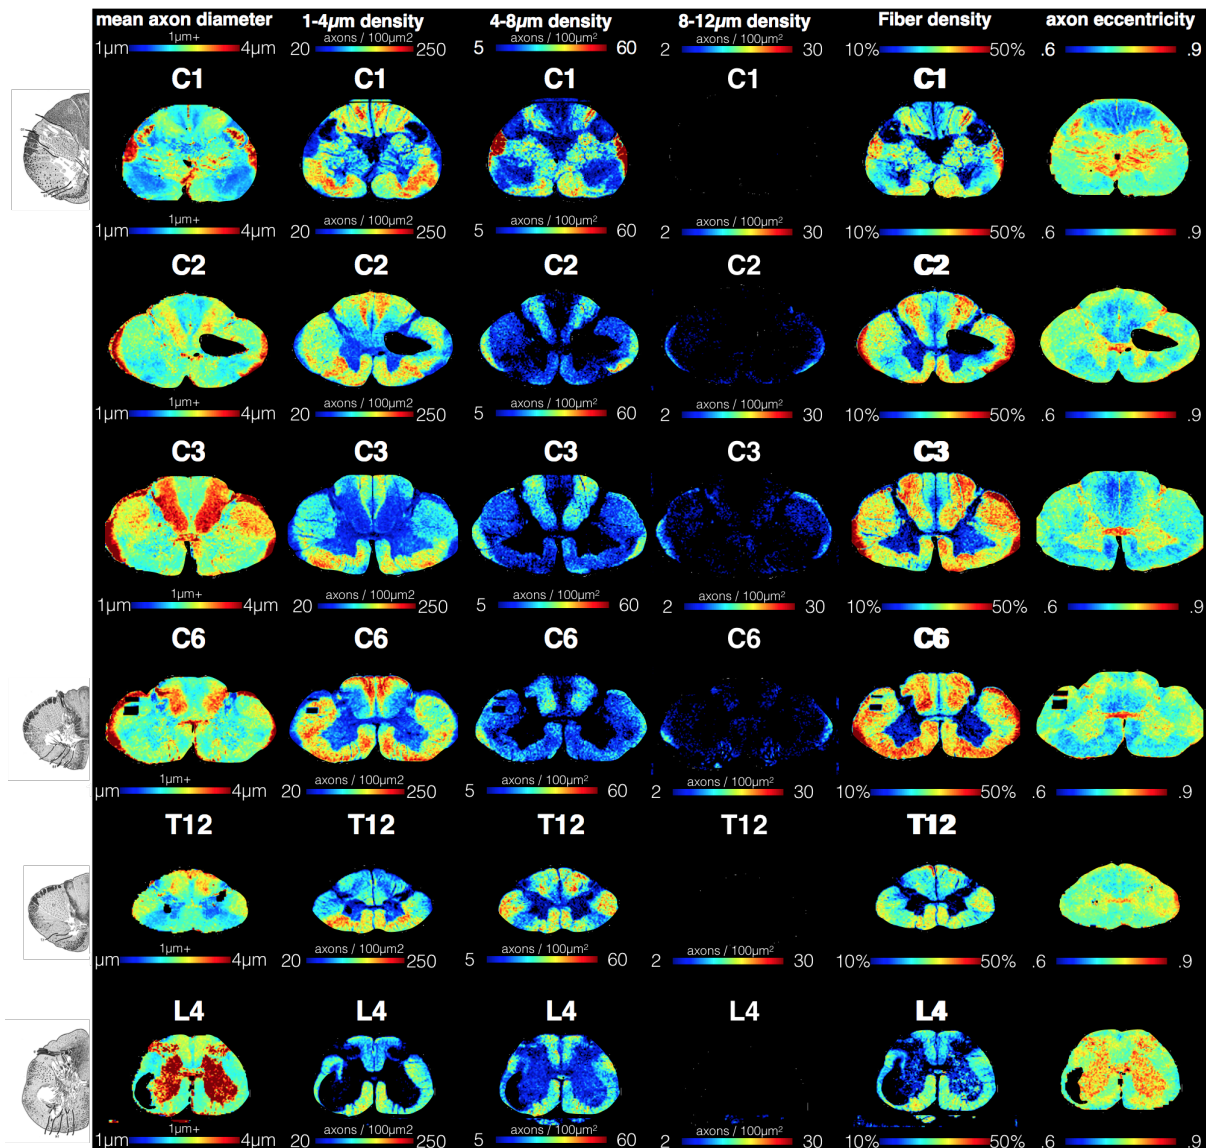 mean axon diameter 1-4µm density 4-8µm density 8-12µm density Fiber density axon eccentricity
1µm 1µm+ 4µm 20 axons / 100µm2 250 5 axons / 100µm² 60 2 axons / 100µm² 30 10% 50% .6 .9
C1 C1 C1 C1 C1
1µm 1µm+ 4µm 20 axons / 100µm2 250 5 axons / 100µm² 60 2 axons / 100µm² 30 10% 50% .6 .9
C2 C2 C2 C2 C2
1µm 1µm+ 4µm 20 axons / 100µm2 250 5 axons / 100µm² 60 2 axons / 100µm² 30 10% 50% .6 .9
C3 C3 C3 C3 C3
1µm 1µm+ 4µm 20 axons / 100µm2 250 5 axons / 100µm² 60 2 axons / 100µm² 30 10% 50% .6 .9
C6 C6 C6 C6 C6
µm 1µm+ 4µm 20 axons / 100µm2 250 5 axons / 100µm² 60 2 axons / 100µm² 30 10% 50% .6 .9
T12 T12 T12 T12 T12
µm 1µm+ 4µm 20 axons / 100µm2 250 5 axons / 100µm² 60 2 axons / 100µm² 30 10% 50% .6 .9
L4 L4 L4 L4 L4
1µm 1µm+ 4µm 20 axons / 100µm2 250 5 axons / 100µm² 60 2 axons / 100µm² 30 10% 50% .6 .9